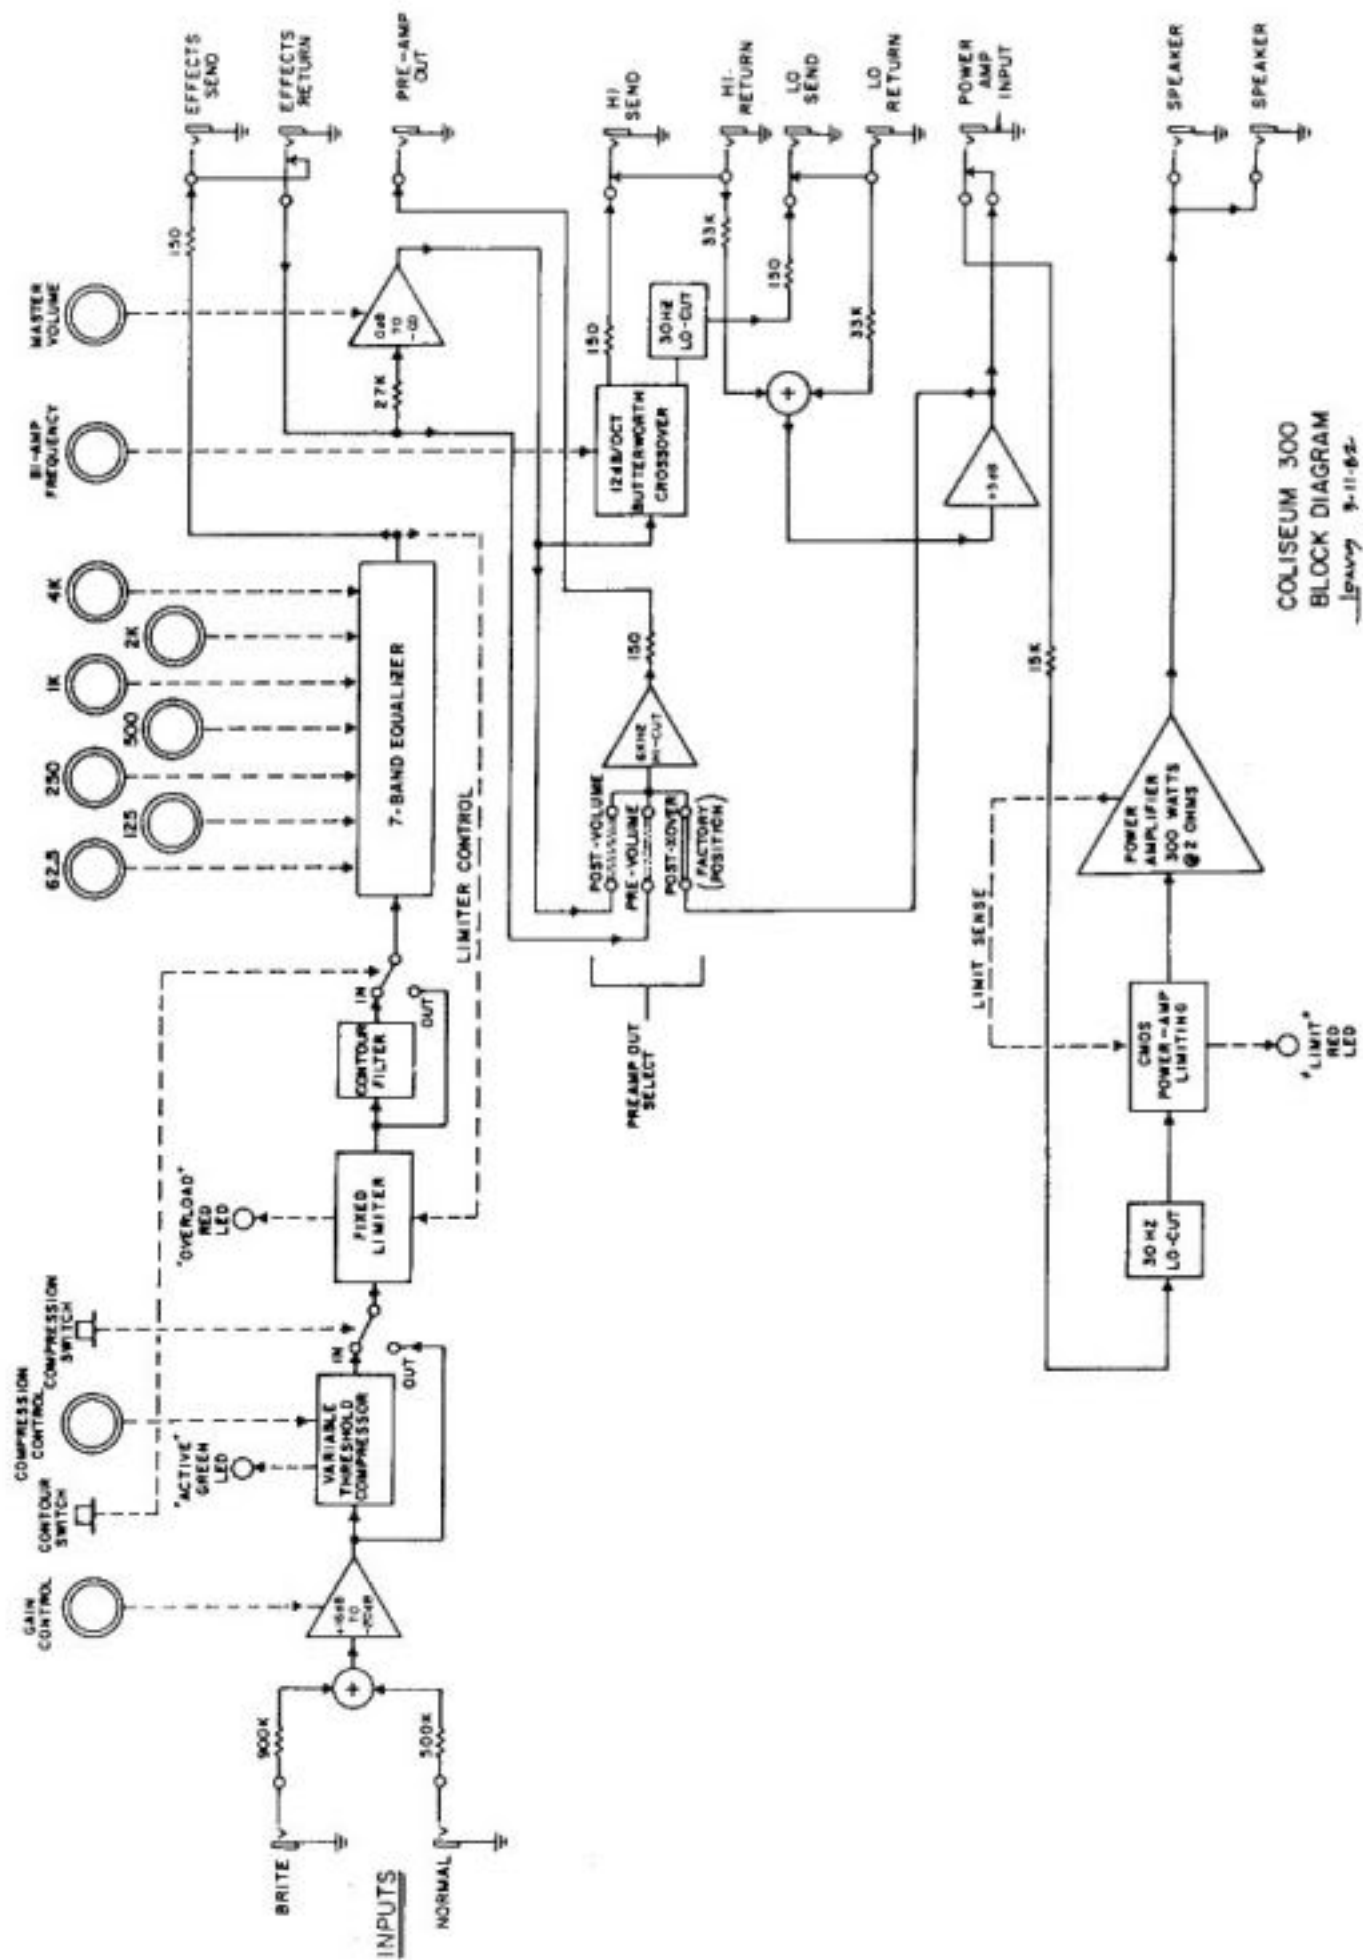 GAIN
CONTROL
CONTOUR
SWITCH
COMPRESSION
CONTROL
COMPRESSION
SWITCH
62.5
125
250
500
1K
2K
4K
BI-AMP
FREQUENCY
MASTER
VOLUME
"ACTIVE"
GREEN
LED
"OVERLOAD"
RED
LED
150
EFFECTS
SEND
EFFECTS
RETURN
INPUTS
BRITE
900K
NORMAL
500K
+
TO
VARIABLE
THRESHOLD
COMPRESSOR
IN
OUT
FIXED
LIMITER
CONTOUR
FILTER
IN
OUT
7-BAND EQUALIZER
LIMITER CONTROL
27K
0dB
TO
PRE-AMP
OUT
PREAMP OUT
SELECT
POST-VOLUME
PRE-VOLUME
POST-XOVER
(FACTORY
POSITION)
6KHZ
HI-CUT
150
12dB/OCT
BUTTERWORTH
CROSSOVER
150
30HZ
LO-CUT
33K
150
33K
+
HI
SEND
HI-
RETURN
LO
SEND
LO
RETURN
+3dB
POWER
AMP
INPUT
15K
LIMIT SENSE
30HZ
LO-CUT
CMOS
POWER-AMP
LIMITING
"LIMIT"
RED
LED
POWER
AMPLIFIER
300 WATTS
@2 OHMS
SPEAKER
SPEAKER
COLISEUM 300
BLOCK DIAGRAM